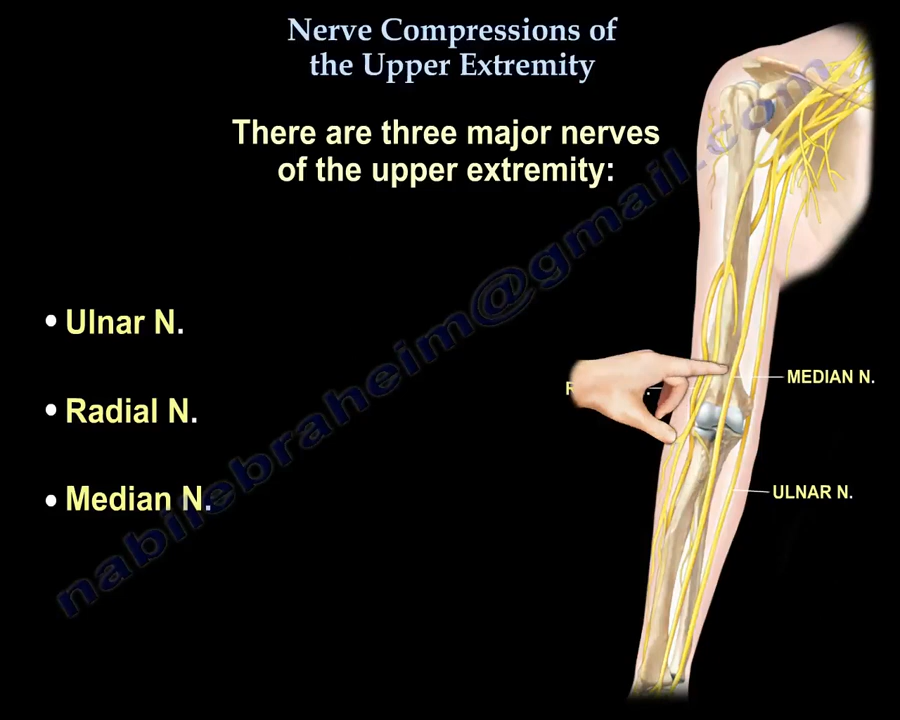 Nerve Compressions of
the Upper Extremity
There are three major nerves
of the upper extremity:
• Ulnar N.
• Radial N.
• Median N.
MEDIAN N.
ULNAR N.
nabilebraheim@gmail.com